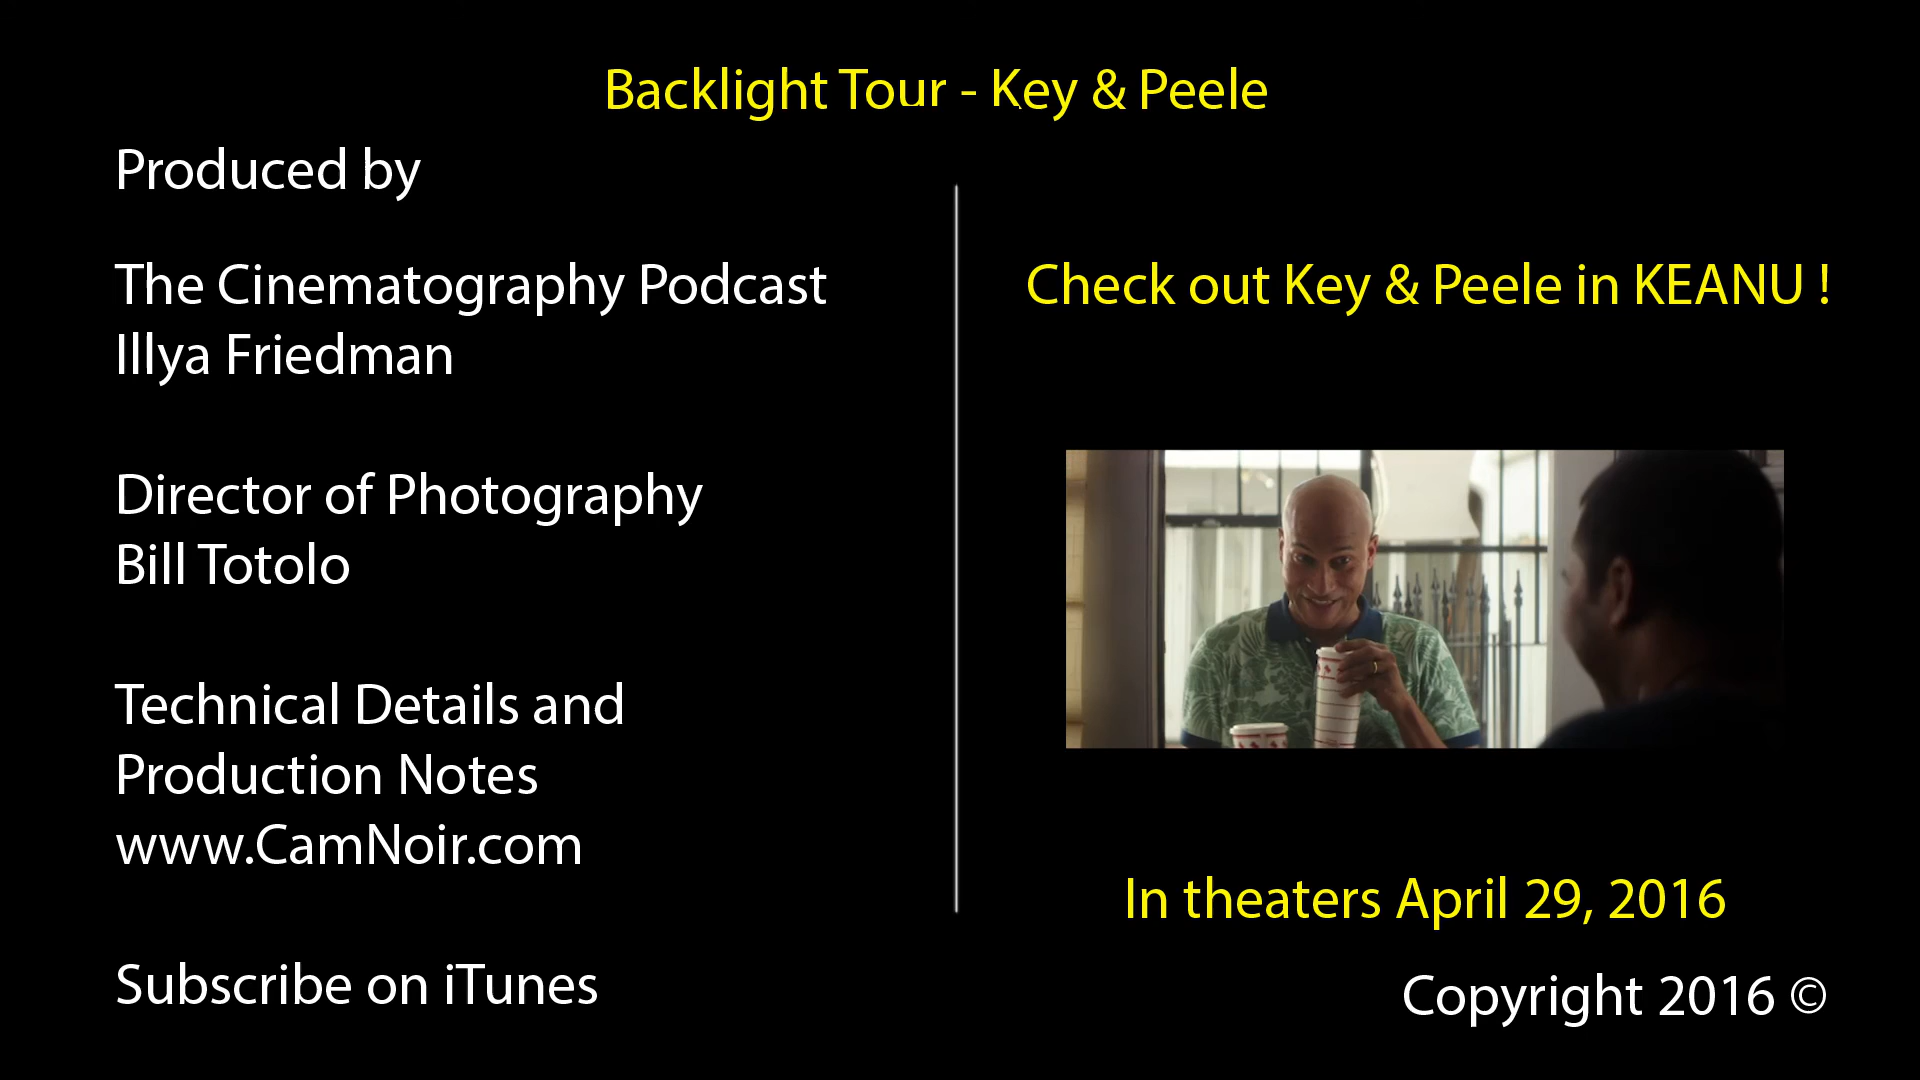 Backlight Tour - Key & Peele
Produced by
The Cinematography Podcast
Illya Friedman
Director of Photography
Bill Totolo
Technical Details and
Production Notes
www.CamNoir.com
Subscribe on iTunes
Check out Key & Peele in KEANU !
In theaters April 29, 2016
Copyright 2016 ©